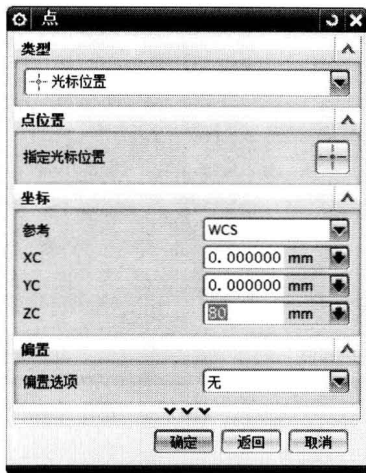 点
类型
光标位置
点位置
指定光标位置
坐标
参考 WCS
XC 0.000000 mm
YC 0.000000 mm
ZC 80 mm
偏置
偏置选项 无
确定 返回 取消